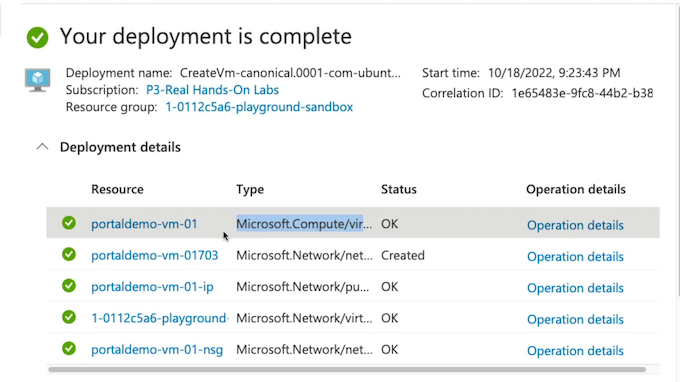 Your deployment is complete
Deployment name: CreateVm-canonical.0001-com-ubunt... Start time: 10/18/2022, 9:23:43 PM
Subscription: P3-Real Hands-On Labs Correlation ID: 1e65483e-9fc8-44b2-b38
Resource group: 1-0112c5a6-playground-sandbox
Deployment details
Resource Type Status Operation details
portaldemo-vm-01 Microsoft.Compute/vir... OK Operation details
portaldemo-vm-01703 Microsoft.Network/net... Created Operation details
portaldemo-vm-01-ip Microsoft.Network/pu... OK Operation details
1-0112c5a6-playground- Microsoft.Network/virt... OK Operation details
portaldemo-vm-01-nsg Microsoft.Network/net... OK Operation details